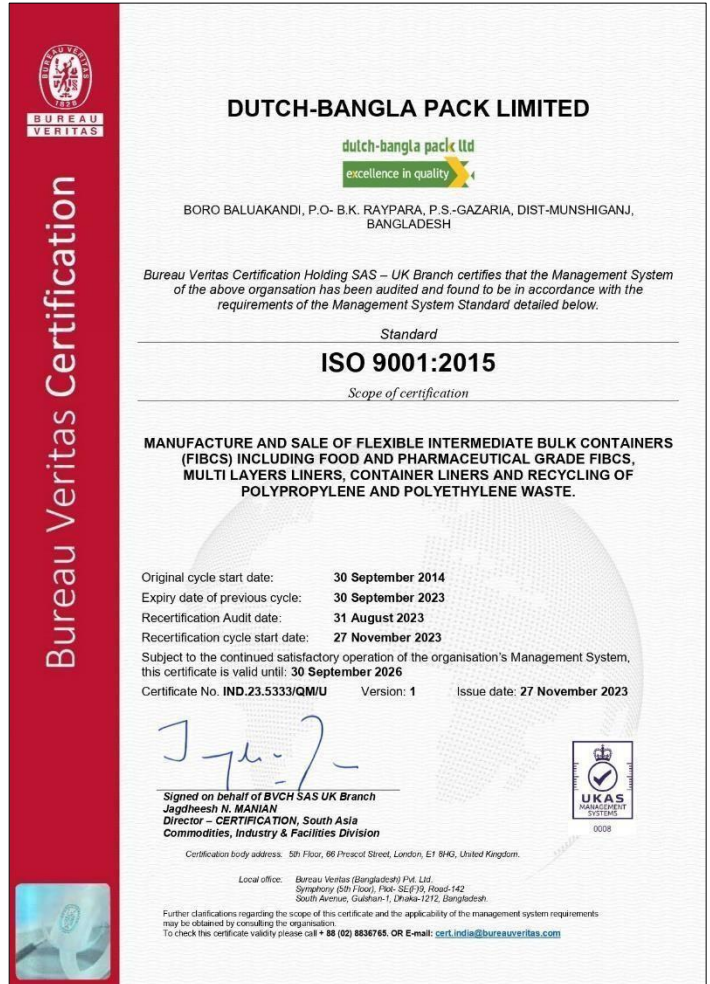 BUREAU VERITAS
1828
BUREAU
VERITAS
Bureau Veritas Certification
DUTCH-BANGLA PACK LIMITED
dutch-bangla pack ltd
excellence in quality
BORO BALUAKANDI, P.O- B.K. RAYPARA, P.S.-GAZARIA, DIST-MUNSHIGANJ,
BANGLADESH
Bureau Veritas Certification Holding SAS – UK Branch certifies that the Management System
of the above organsation has been audited and found to be in accordance with the
requirements of the Management System Standard detailed below.
Standard
ISO 9001:2015
Scope of certification
MANUFACTURE AND SALE OF FLEXIBLE INTERMEDIATE BULK CONTAINERS
(FIBCS) INCLUDING FOOD AND PHARMACEUTICAL GRADE FIBCS,
MULTI LAYERS LINERS, CONTAINER LINERS AND RECYCLING OF
POLYPROPYLENE AND POLYETHYLENE WASTE.
Original cycle start date: 30 September 2014
Expiry date of previous cycle: 30 September 2023
Recertification Audit date: 31 August 2023
Recertification cycle start date: 27 November 2023
Subject to the continued satisfactory operation of the organisation's Management System,
this certificate is valid until: 30 September 2026
Certificate No. IND.23.5333/QM/U Version: 1 Issue date: 27 November 2023
Signed on behalf of BVCH SAS UK Branch
Jagdheesh N. MANIAN
Director – CERTIFICATION, South Asia
Commodities, Industry & Facilities Division
UKAS
MANAGEMENT
SYSTEMS
0008
Certification body address: 5th Floor, 66 Prescot Street, London, E1 8HG, United Kingdom.
Local office: Bureau Veritas (Bangladesh) Pvt. Ltd.
Symphony (5th Floor), Plot- SE(F)9, Road-142
South Avenue, Gulshan-1, Dhaka-1212, Bangladesh.
Further clarifications regarding the scope of this certificate and the applicability of the management system requirements
may be obtained by consulting the organisation.
To check this certificate validity please call + 88 (02) 8836765. OR E-mail: cert.india@bureauveritas.com